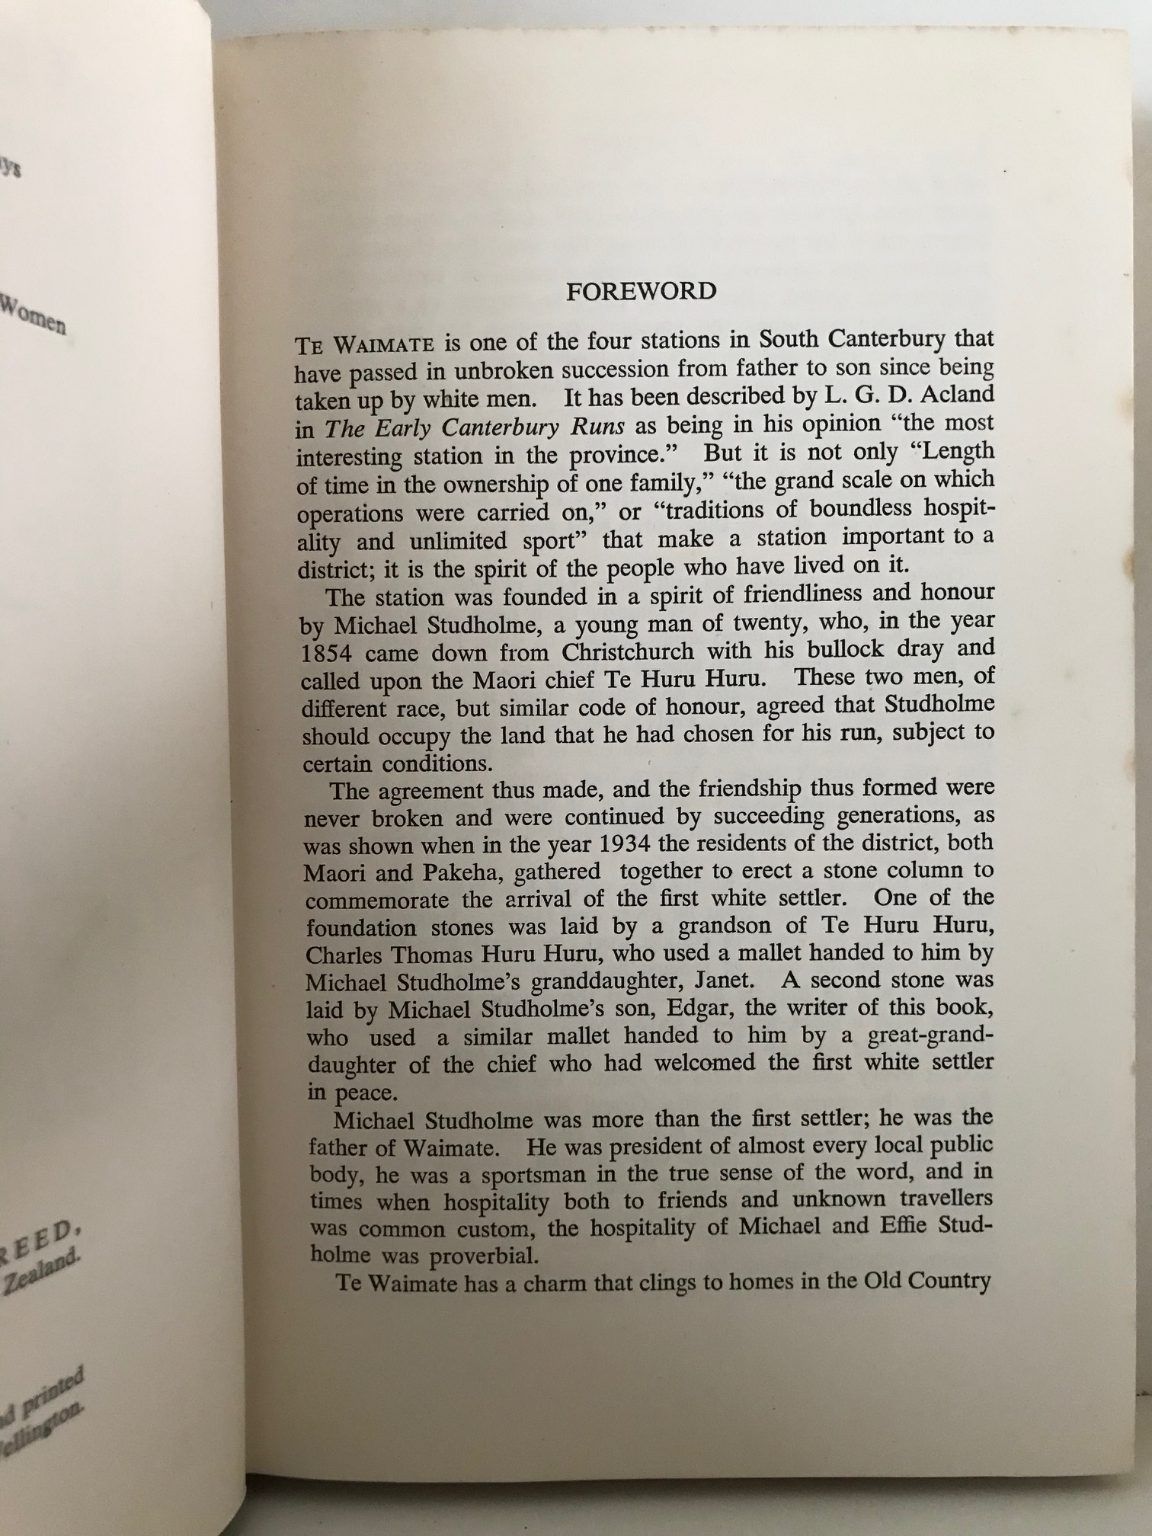 Women
REED,
Zealand.
printed
FOREWORD
TE WAIMATE is one of the four stations in South Canterbury that
have passed in unbroken succession from father to son since being
taken up by white men. It has been described by L. G. D. Acland
in The Early Canterbury Runs as being in his opinion “the most
interesting station in the province.” But it is not only “Length
of time in the ownership of one family,” “the grand scale on which
operations were carried on,” or “traditions of boundless hospit-
ality and unlimited sport” that make a station important to a
district; it is the spirit of the people who have lived on it.
The station was founded in a spirit of friendliness and honour
by Michael Studholme, a young man of twenty, who, in the year
1854 came down from Christchurch with his bullock dray and
called upon the Maori chief Te Huru Huru. These two men, of
different race, but similar code of honour, agreed that Studholme
should occupy the land that he had chosen for his run, subject to
certain conditions.
The agreement thus made, and the friendship thus formed were
never broken and were continued by succeeding generations, as
was shown when in the year 1934 the residents of the district, both
Maori and Pakeha, gathered together to erect a stone column to
commemorate the arrival of the first white settler. One of the
foundation stones was laid by a grandson of Te Huru Huru,
Charles Thomas Huru Huru, who used a mallet handed to him by
Michael Studholme’s granddaughter, Janet. A second stone was
laid by Michael Studholme’s son, Edgar, the writer of this book,
who used a similar mallet handed to him by a great-grand-
daughter of the chief who had welcomed the first white settler
in peace.
Michael Studholme was more than the first settler; he was the
father of Waimate. He was president of almost every local public
body, he was a sportsman in the true sense of the word, and in
times when hospitality both to friends and unknown travellers
was common custom, the hospitality of Michael and Effie Stud-
holme was proverbial.
Te Waimate has a charm that clings to homes in the Old Country